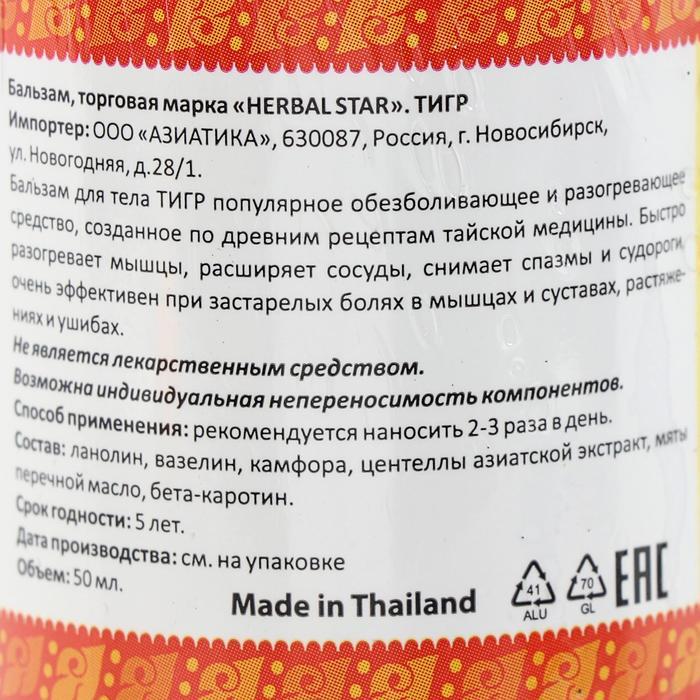 Бальзам, торговая марка «HERBAL STAR». ТИГР
Импортер: ООО «АЗИАТИКА», 630087, Россия, г. Новосибирск,
ул. Новогодняя, д.28/1.
Бальзам для тела ТИГР популярное обезболивающее и разогревающее
средство, созданное по древним рецептам тайской медицины. Быстро
разогревает мышцы, расширяет сосуды, снимает спазмы и судороги,
очень эффективен при застарелых болях в мышцах и суставах, растяже-
ниях и ушибах.
Не является лекарственным средством.
Возможна индивидуальная непереносимость компонентов.
Способ применения: рекомендуется наносить 2-3 раза в день.
Состав: ланолин, вазелин, камфора, центеллы азиатской экстракт, мяты
перечной масло, бета-каротин.
Срок годности: 5 лет.
Дата производства: см. на упаковке
Объем: 50 мл.
Made in Thailand
41
ALU
70
GL
EAC